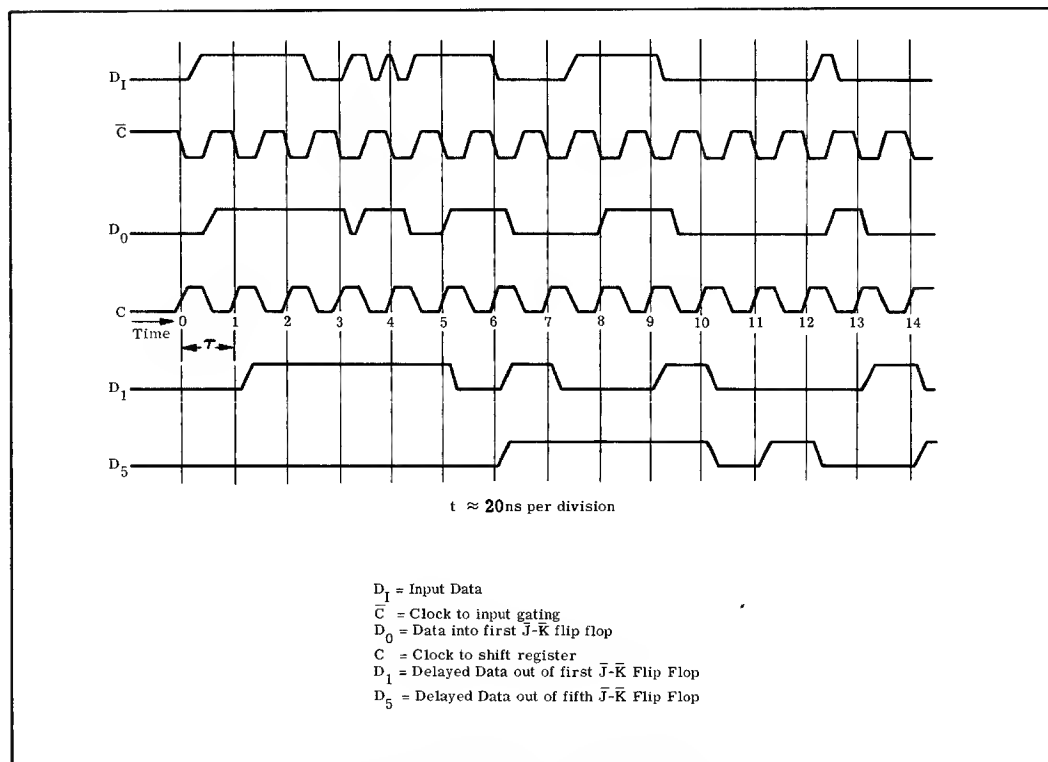 D_I
C̄
D_0
C
0 1 2 3 4 5 6 7 8 9 10 11 12 13 14
Time
τ
D_1
D_5
t ≈ 20ns per division
D_I = Input Data
C̄ = Clock to input gating
D_0 = Data into first J̄-K̄ flip flop
C = Clock to shift register
D_1 = Delayed Data out of first J̄-K̄ Flip Flop
D_5 = Delayed Data out of fifth J̄-K̄ Flip Flop